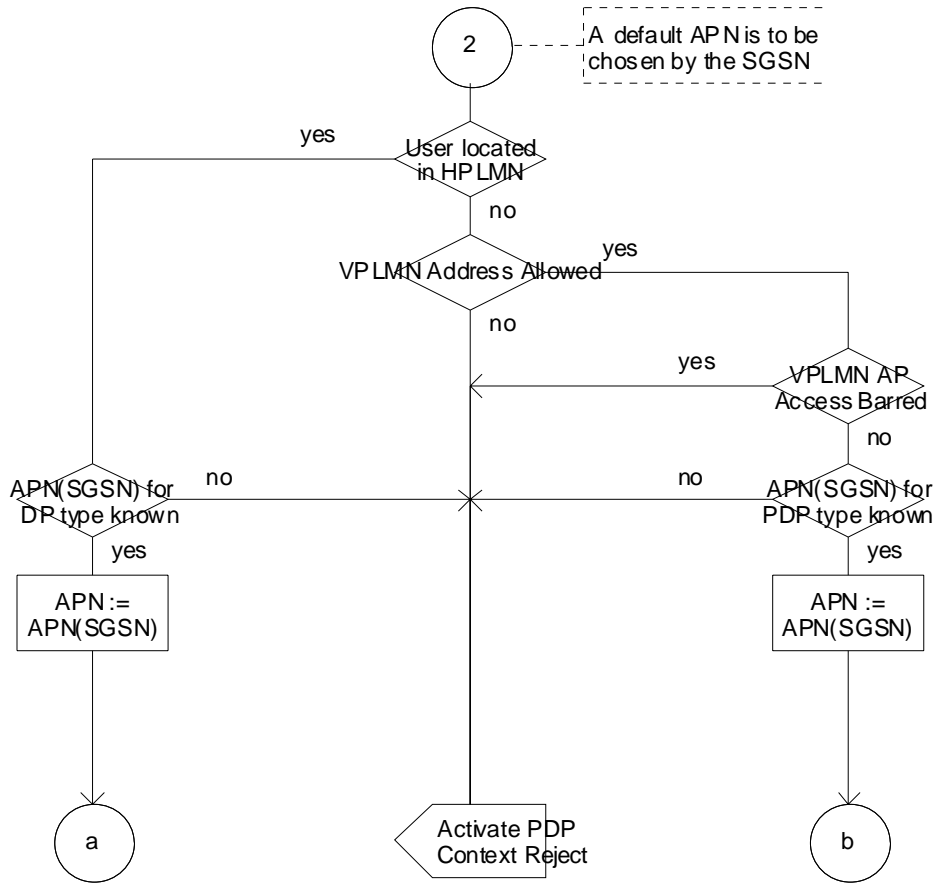 2
A default APN is to be
chosen by the SGSN
yes
User located
in HPLMN
no
VPLMN Address Allowed
yes
no
yes
VPLMN AP
Access Barred
no
APN(SGSN) for
DP type known
no
no
APN(SGSN) for
PDP type known
yes
yes
APN :=
APN(SGSN)
APN :=
APN(SGSN)
a
Activate PDP
Context Reject
b